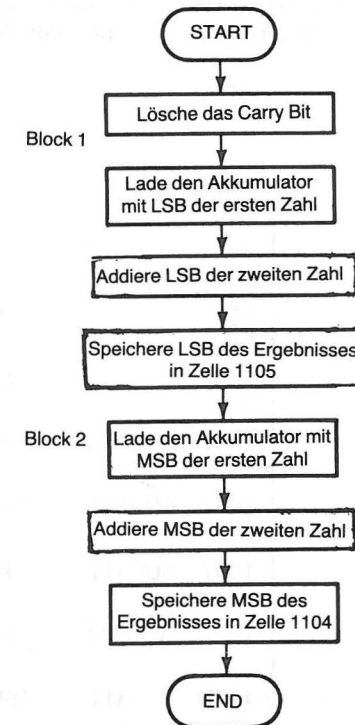 START
Lösche das Carry Bit
Block 1
Lade den Akkumulator
mit LSB der ersten Zahl
Addiere LSB der zweiten Zahl
Speichere LSB des Ergebnisses
in Zelle 1105
Block 2
Lade den Akkumulator mit
MSB der ersten Zahl
Addiere MSB der zweiten Zahl
Speichere MSB des
Ergebnisses in Zelle 1104
END